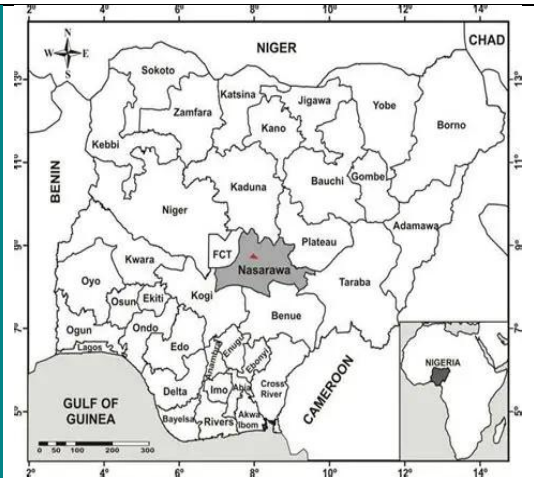 2° 4° 6° 8° 10° 12° 14°
N
W E
S
NIGER
CHAD
13° 13°
Sokoto
Katsina
Jigawa
Yobe
Borno
Zamfara
Kano
Kebbi
11° 11°
BENIN
Kaduna
Bauchi
Gombe
Niger
Adamawa
9° 9°
FCT
Plateau
Nasarawa
Kwara
Taraba
Oyo
Kogi
Osun
Ekiti
Benue
Ogun
Ondo
7° 7°
Lagos
Edo
Anambra
Enugu
Ebonyi
CAMEROON
NIGERIA
Delta
Imo
Abia
Cross
River
GULF OF
GUINEA
5° 5°
Bayelsa
Rivers
Akwa
Ibom
0 50 100 200 300
2° 4° 6° 8° 10° 12° 14°